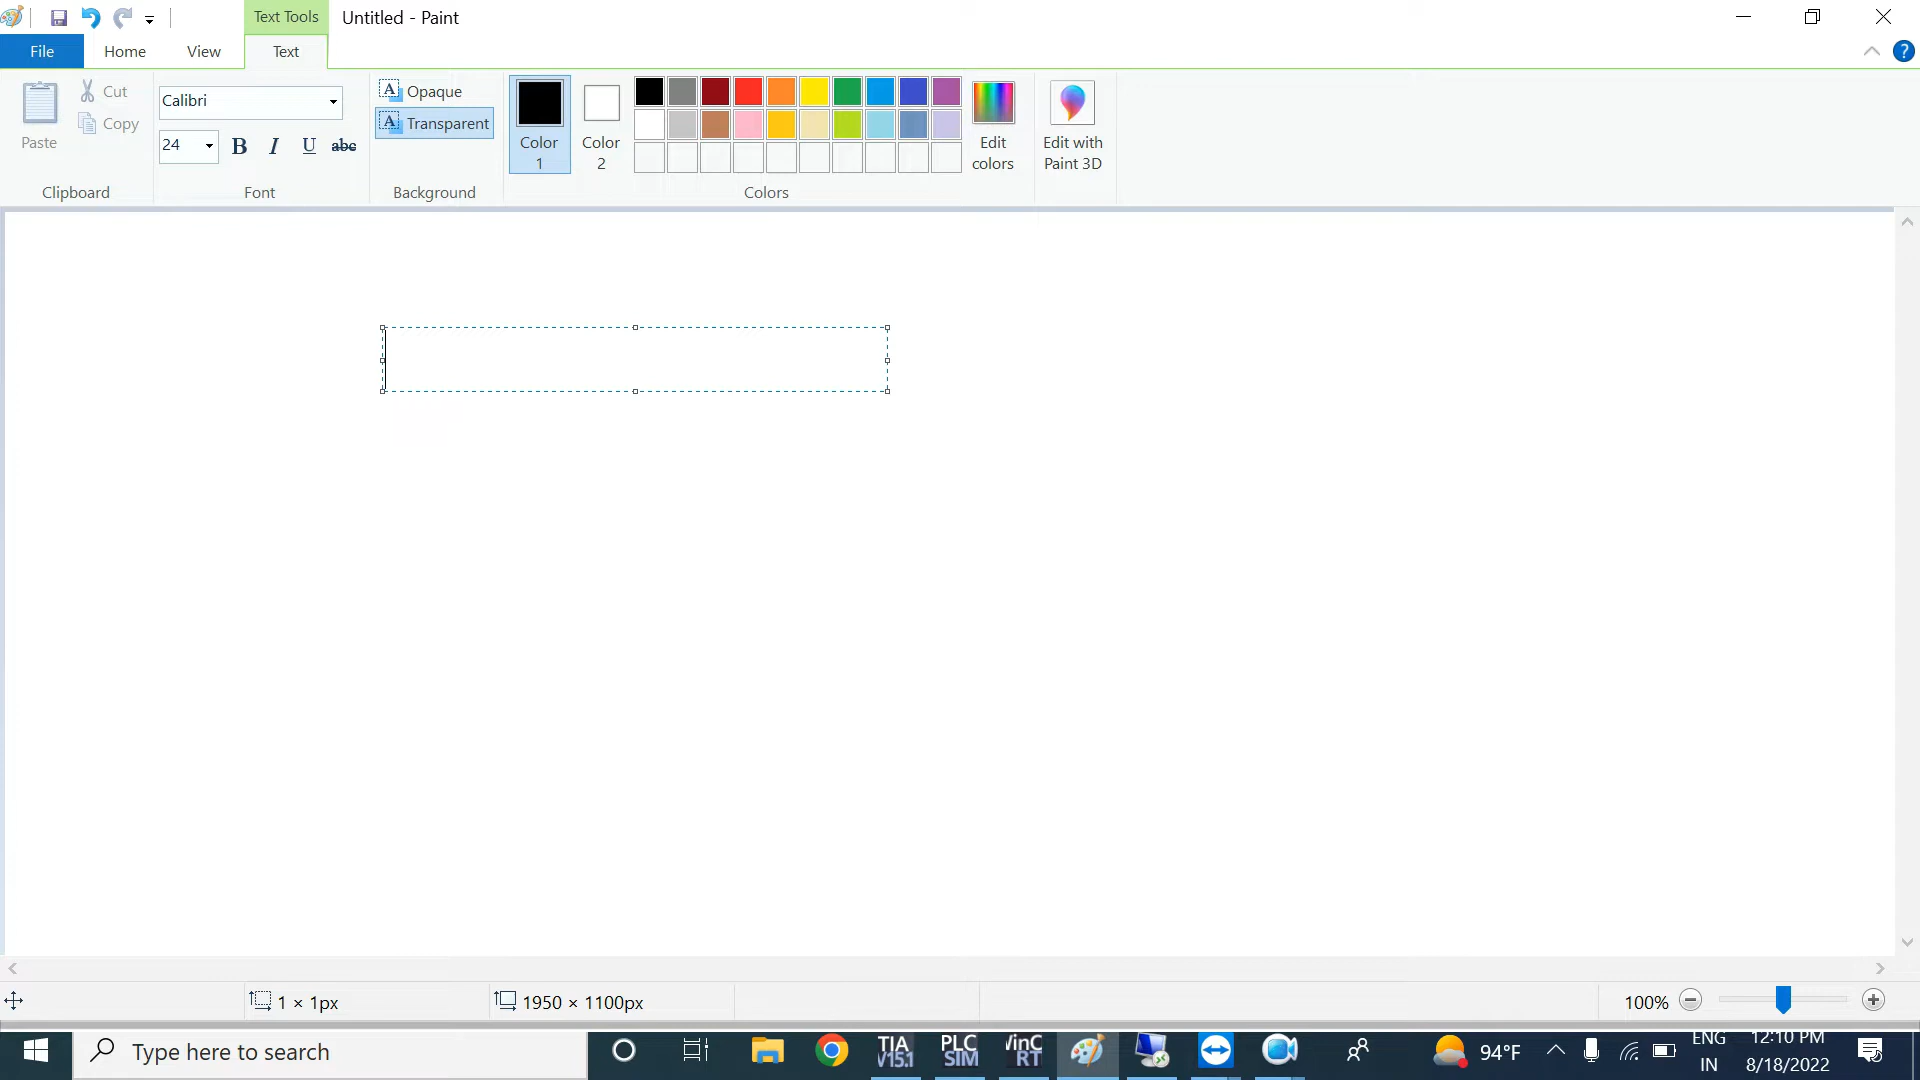 Text Tools
Untitled - Paint
File
Home
View
Text
Paste
Cut
Copy
Clipboard
Calibri
24
B
I
U
abc
Font
A Opaque
A Transparent
Background
Color
1
Color
2
Colors
Edit
colors
Edit with
Paint 3D
?
1 × 1px
1950 × 1100px
100%
Type here to search
TIA
V15.1
PLC
SIM
VinC
RT
94°F
ENG
IN
12:10 PM
8/18/2022